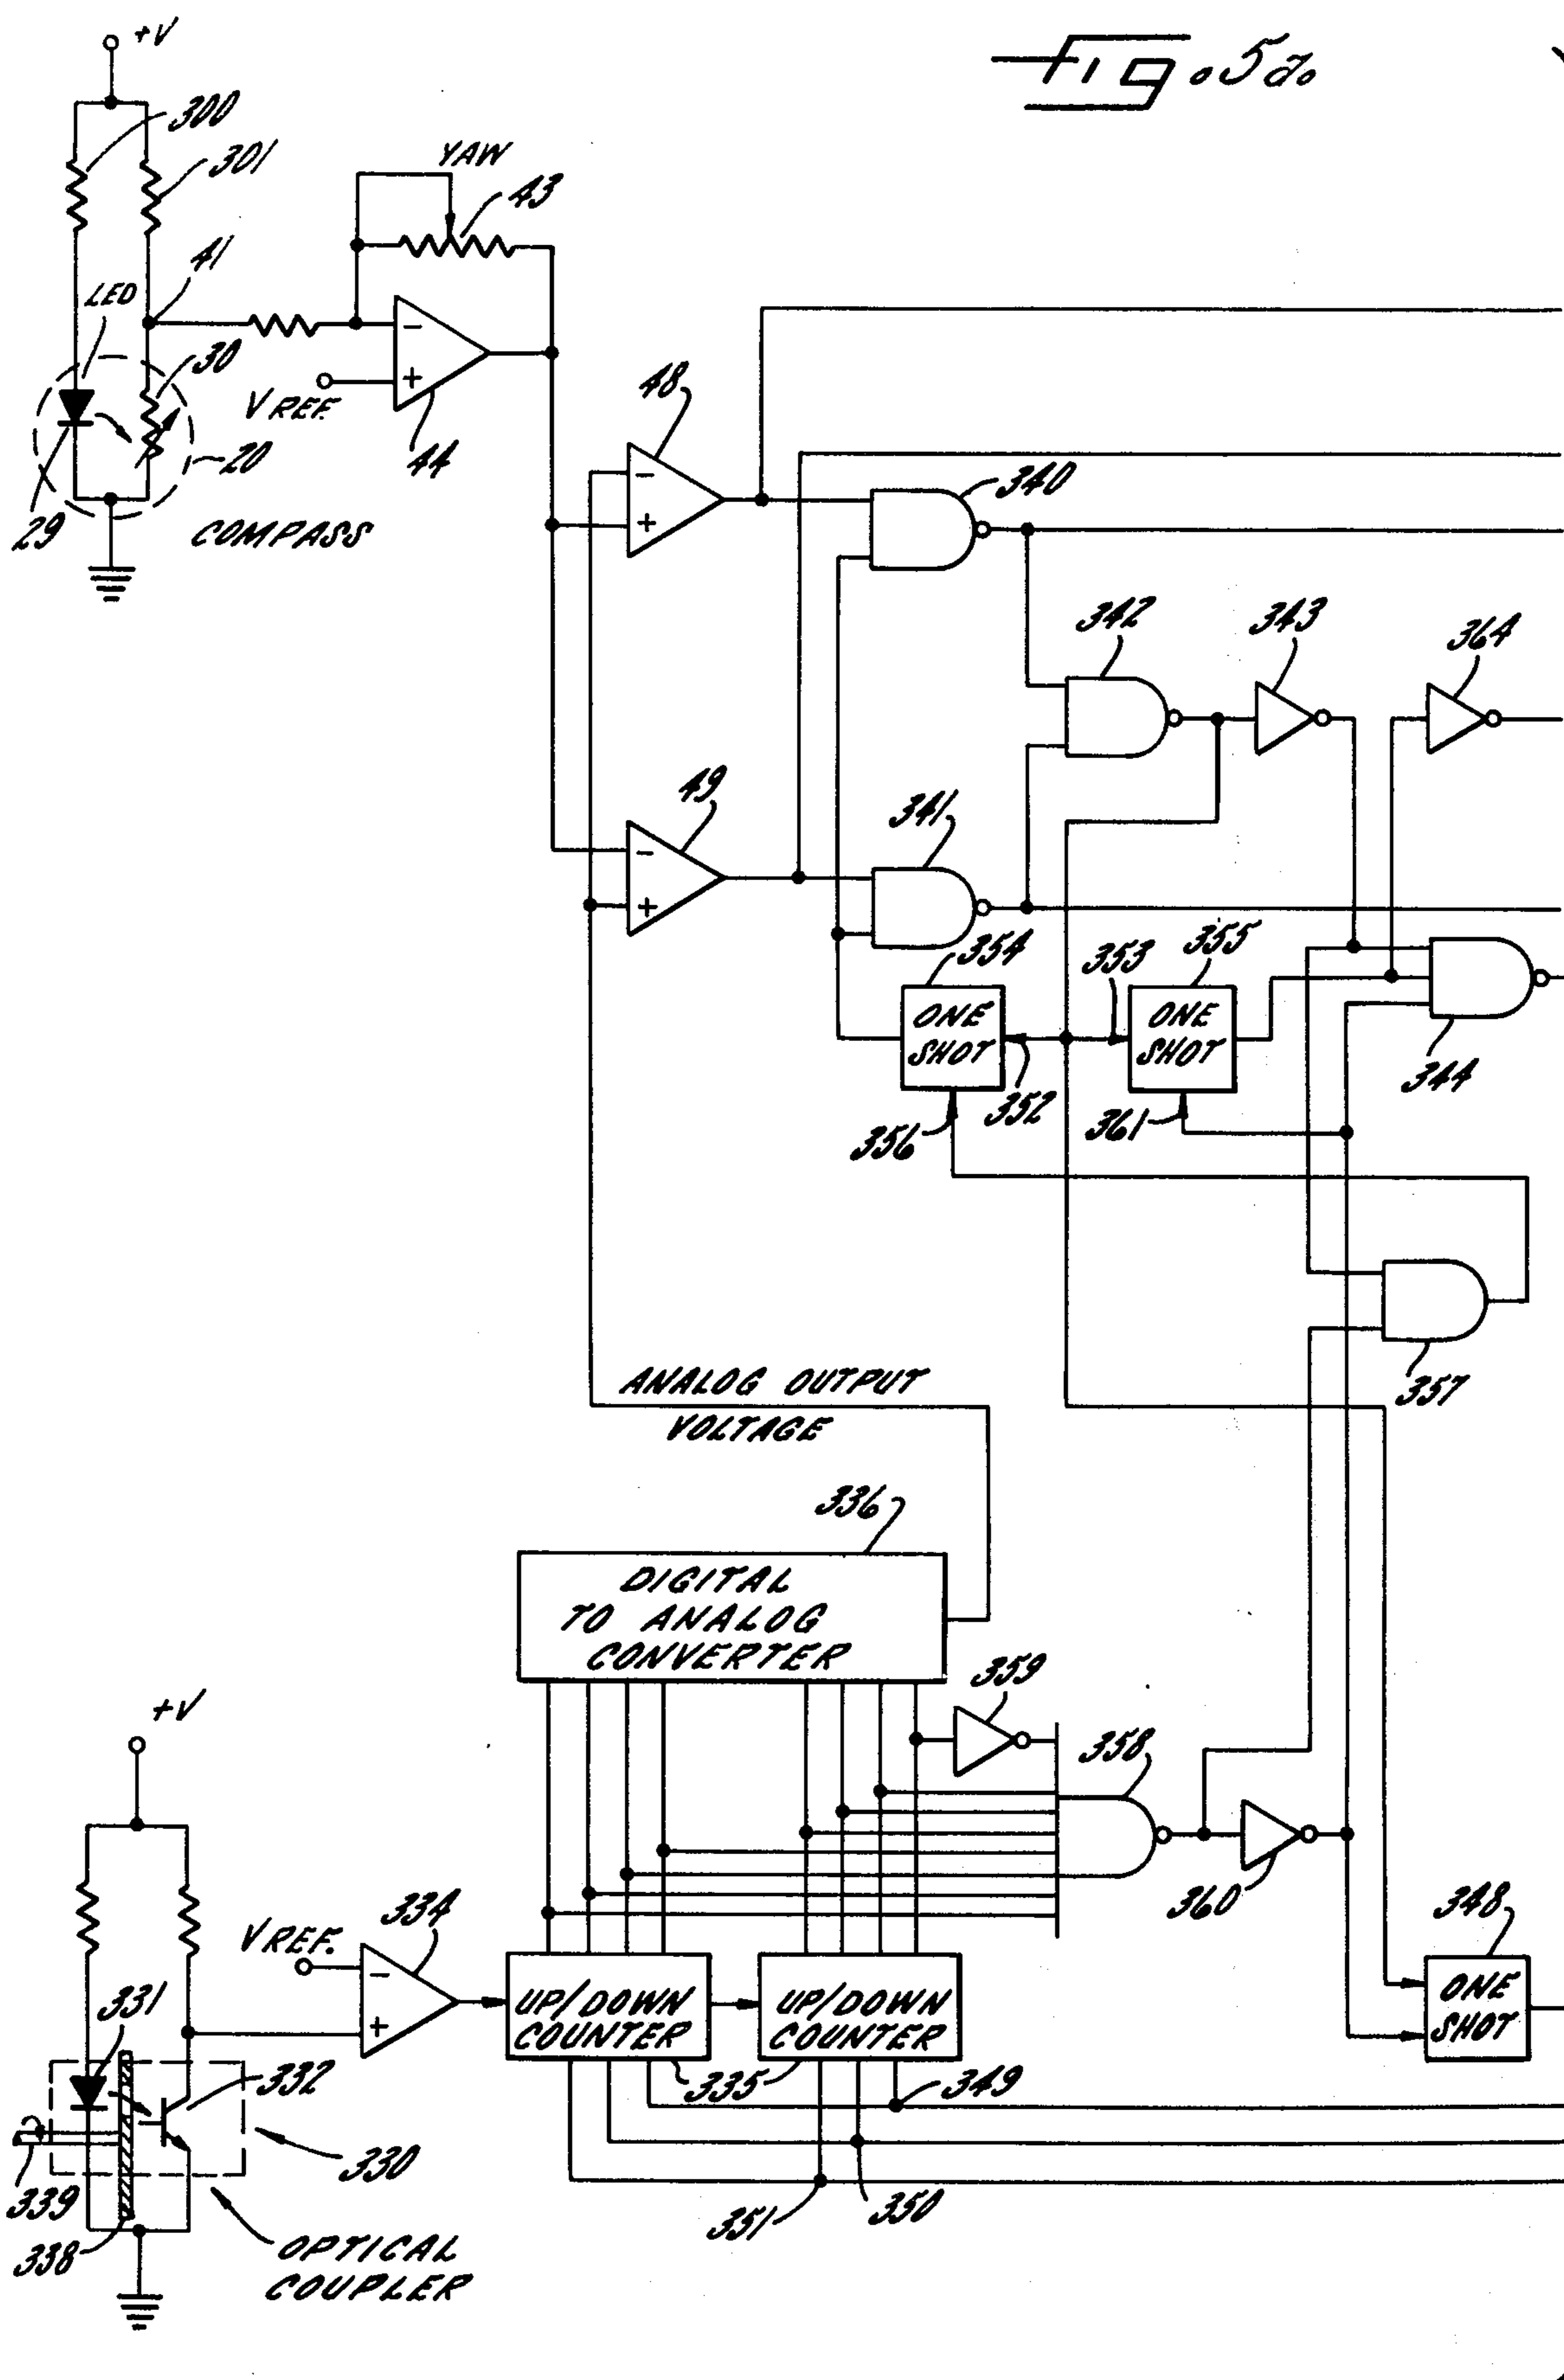 Fig. 5a.
+V
300
301
YAW
43
41
LED
30
V REF.
44
20
29
COMPASS
48
340
342
343
364
49
341
354
353
355
ONE
SHOT
ONE
SHOT
352
344
356
361
357
ANALOG OUTPUT
VOLTAGE
336
DIGITAL
TO ANALOG
CONVERTER
359
358
+V
360
348
V REF.
334
ONE
SHOT
UP/DOWN
COUNTER
UP/DOWN
COUNTER
331
332
335
349
330
339
351
350
338
OPTICAL
COUPLER
- + - + - + - +